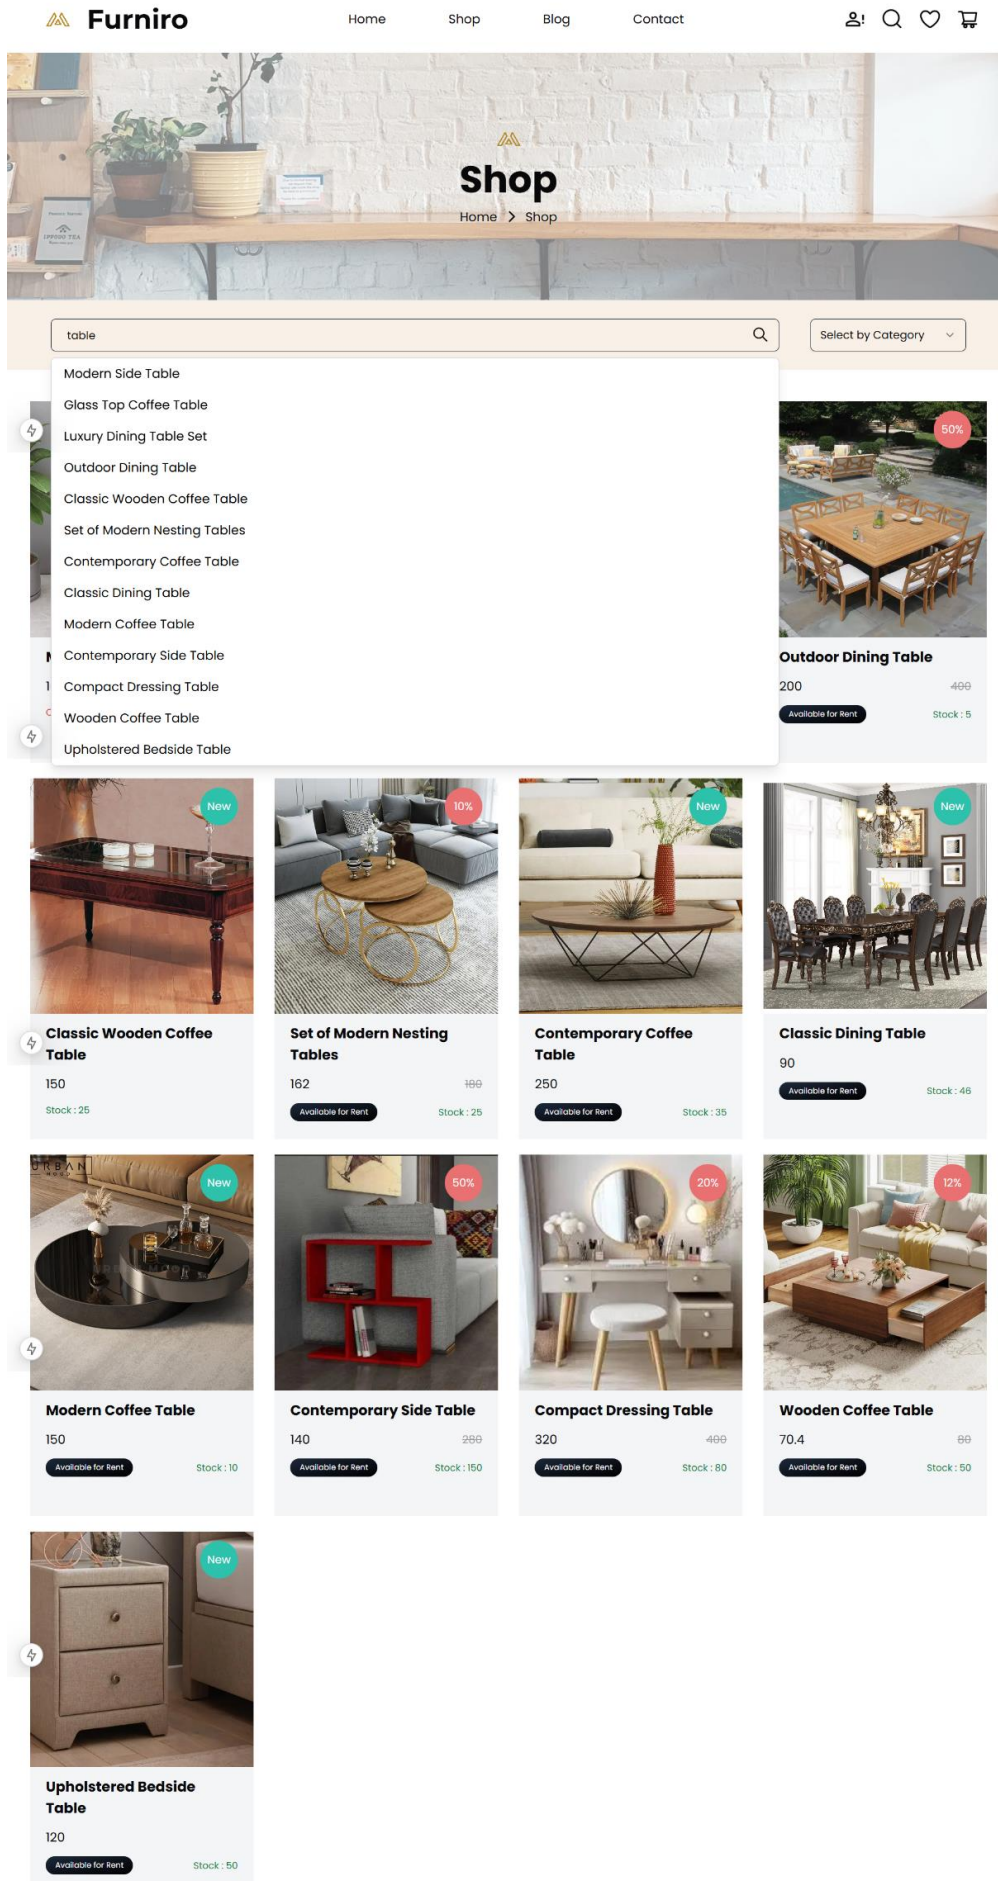 Furniro
Home
Shop
Blog
Contact
Shop
Home > Shop
table
Select by Category
Modern Side Table
Glass Top Coffee Table
Luxury Dining Table Set
Outdoor Dining Table
Classic Wooden Coffee Table
Set of Modern Nesting Tables
Contemporary Coffee Table
Classic Dining Table
Modern Coffee Table
Contemporary Side Table
Compact Dressing Table
Wooden Coffee Table
Upholstered Bedside Table
50%
Outdoor Dining Table
200
400
Available for Rent
Stock : 5
New
Classic Wooden Coffee
Table
150
Stock : 25
10%
Set of Modern Nesting
Tables
162
180
Available for Rent
Stock : 25
New
Contemporary Coffee
Table
250
Available for Rent
Stock : 35
New
Classic Dining Table
90
Available for Rent
Stock : 46
URBAN
MOOD
New
Modern Coffee Table
150
Available for Rent
Stock : 10
50%
Contemporary Side Table
140
280
Available for Rent
Stock : 150
20%
Compact Dressing Table
320
400
Available for Rent
Stock : 80
12%
Wooden Coffee Table
70.4
80
Available for Rent
Stock : 50
New
Upholstered Bedside
Table
120
Available for Rent
Stock : 50